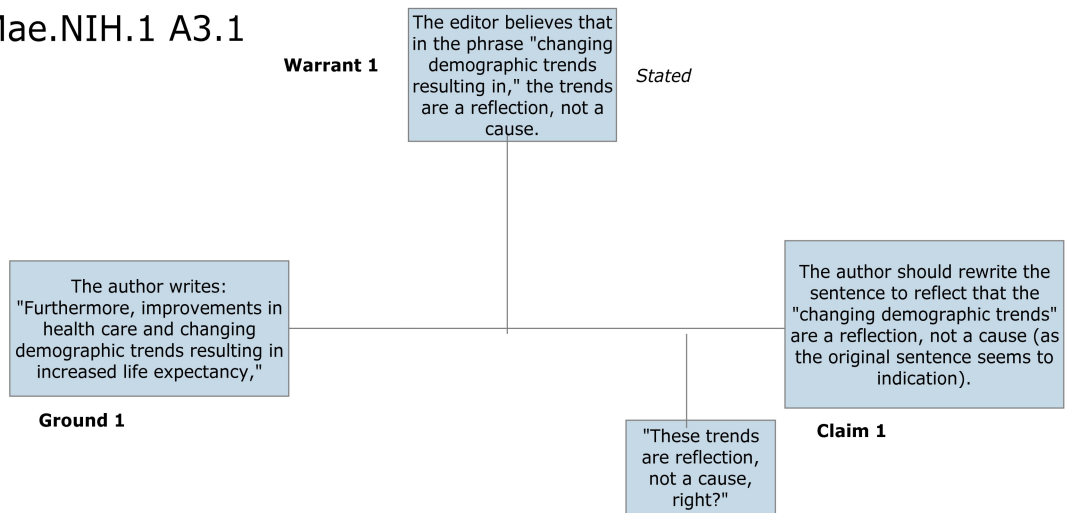 Mae.NIH.1 A3.1
The editor believes that
in the phrase "changing
demographic trends
resulting in," the trends
are a reflection, not a
cause.
Warrant 1
Stated
The author writes:
"Furthermore, improvements in
health care and changing
demographic trends resulting in
increased life expectancy,"
Ground 1
The author should rewrite the
sentence to reflect that the
"changing demographic trends"
are a reflection, not a cause (as
the original sentence seems to
indication).
Claim 1
"These trends
are reflection,
not a cause,
right?"